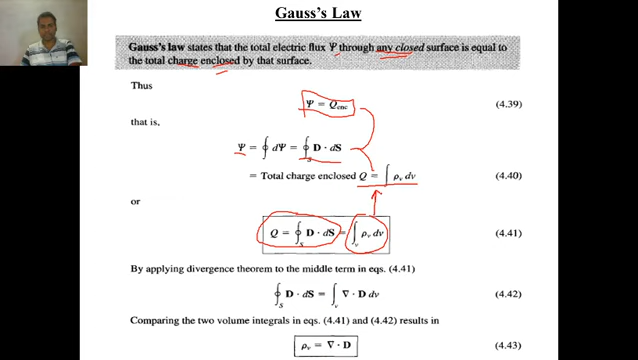 Gauss's Law
Gauss's law states that the total electric flux Ψ through any closed surface is equal to
the total charge enclosed by that surface.
Thus
Ψ = Q_enc (4.39)
that is,
Ψ = ∮ dΨ = ∮_S D · dS
= Total charge enclosed Q = ∫ ρ_v dv (4.40)
or
Q = ∮_S D · dS = ∫_v ρ_v dv (4.41)
By applying divergence theorem to the middle term in eqs. (4.41)
∮_S D · dS = ∫_v ∇ · D dv (4.42)
Comparing the two volume integrals in eqs. (4.41) and (4.42) results in
ρ_v = ∇ · D (4.43)